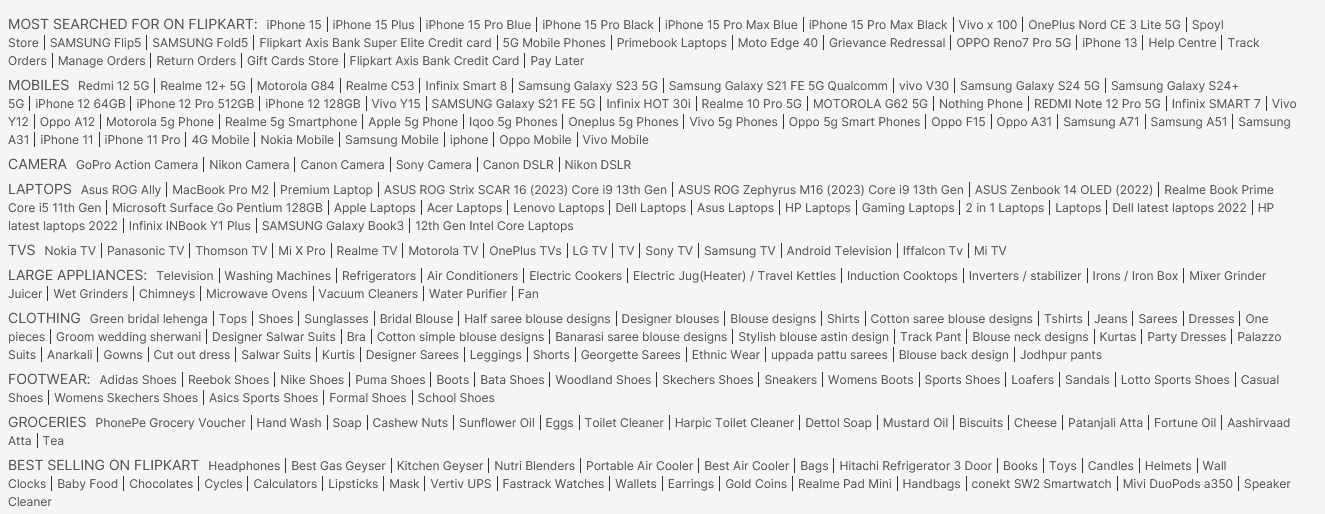 MOST SEARCHED FOR ON FLIPKART: iPhone 15 | iPhone 15 Plus | iPhone 15 Pro Blue | iPhone 15 Pro Black | iPhone 15 Pro Max Blue | iPhone 15 Pro Max Black | Vivo x 100 | OnePlus Nord CE 3 Lite 5G | Spoyl
Store | SAMSUNG Flip5 | SAMSUNG Fold5 | Flipkart Axis Bank Super Elite Credit card | 5G Mobile Phones | Primebook Laptops | Moto Edge 40 | Grievance Redressal | OPPO Reno7 Pro 5G | iPhone 13 | Help Centre | Track
Orders | Manage Orders | Return Orders | Gift Cards Store | Flipkart Axis Bank Credit Card | Pay Later
MOBILES Redmi 12 5G | Realme 12+ 5G | Motorola G84 | Realme C53 | Infinix Smart 8 | Samsung Galaxy S23 5G | Samsung Galaxy S21 FE 5G Qualcomm | vivo V30 | Samsung Galaxy S24 5G | Samsung Galaxy S24+
5G | iPhone 12 64GB | iPhone 12 Pro 512GB | iPhone 12 128GB | Vivo Y15 | SAMSUNG Galaxy S21 FE 5G | Infinix HOT 30i | Realme 10 Pro 5G | MOTOROLA G62 5G | Nothing Phone | REDMI Note 12 Pro 5G | Infinix SMART 7 | Vivo
Y12 | Oppo A12 | Motorola 5g Phone | Realme 5g Smartphone | Apple 5g Phone | Iqoo 5g Phones | Oneplus 5g Phones | Vivo 5g Phones | Oppo 5g Smart Phones | Oppo F15 | Oppo A31 | Samsung A71 | Samsung A51 | Samsung
A31 | iPhone 11 | iPhone 11 Pro | 4G Mobile | Nokia Mobile | Samsung Mobile | iphone | Oppo Mobile | Vivo Mobile
CAMERA GoPro Action Camera | Nikon Camera | Canon Camera | Sony Camera | Canon DSLR | Nikon DSLR
LAPTOPS Asus ROG Ally | MacBook Pro M2 | Premium Laptop | ASUS ROG Strix SCAR 16 (2023) Core i9 13th Gen | ASUS ROG Zephyrus M16 (2023) Core i9 13th Gen | ASUS Zenbook 14 OLED (2022) | Realme Book Prime
Core i5 11th Gen | Microsoft Surface Go Pentium 128GB | Apple Laptops | Acer Laptops | Lenovo Laptops | Dell Laptops | Asus Laptops | HP Laptops | Gaming Laptops | 2 in 1 Laptops | Laptops | Dell latest laptops 2022 | HP
latest laptops 2022 | Infinix INBook Y1 Plus | SAMSUNG Galaxy Book3 | 12th Gen Intel Core Laptops
TVS Nokia TV | Panasonic TV | Thomson TV | Mi X Pro | Realme TV | Motorola TV | OnePlus TVs | LG TV | TV | Sony TV | Samsung TV | Android Television | Iffalcon Tv | Mi TV
LARGE APPLIANCES: Television | Washing Machines | Refrigerators | Air Conditioners | Electric Cookers | Electric Jug(Heater) / Travel Kettles | Induction Cooktops | Inverters / stabilizer | Irons / Iron Box | Mixer Grinder
Juicer | Wet Grinders | Chimneys | Microwave Ovens | Vacuum Cleaners | Water Purifier | Fan
CLOTHING Green bridal lehenga | Tops | Shoes | Sunglasses | Bridal Blouse | Half saree blouse designs | Designer blouses | Blouse designs | Shirts | Cotton saree blouse designs | Tshirts | Jeans | Sarees | Dresses | One
pieces | Groom wedding sherwani | Designer Salwar Suits | Bra | Cotton simple blouse designs | Banarasi saree blouse designs | Stylish blouse astin design | Track Pant | Blouse neck designs | Kurtas | Party Dresses | Palazzo
Suits | Anarkali | Gowns | Cut out dress | Salwar Suits | Kurtis | Designer Sarees | Leggings | Shorts | Georgette Sarees | Ethnic Wear | uppada pattu sarees | Blouse back design | Jodhpur pants
FOOTWEAR: Adidas Shoes | Reebok Shoes | Nike Shoes | Puma Shoes | Boots | Bata Shoes | Woodland Shoes | Skechers Shoes | Sneakers | Womens Boots | Sports Shoes | Loafers | Sandals | Lotto Sports Shoes | Casual
Shoes | Womens Skechers Shoes | Asics Sports Shoes | Formal Shoes | School Shoes
GROCERIES PhonePe Grocery Voucher | Hand Wash | Soap | Cashew Nuts | Sunflower Oil | Eggs | Toilet Cleaner | Harpic Toilet Cleaner | Dettol Soap | Mustard Oil | Biscuits | Cheese | Patanjali Atta | Fortune Oil | Aashirvaad
Atta | Tea
BEST SELLING ON FLIPKART Headphones | Best Gas Geyser | Kitchen Geyser | Nutri Blenders | Portable Air Cooler | Best Air Cooler | Bags | Hitachi Refrigerator 3 Door | Books | Toys | Candles | Helmets | Wall
Clocks | Baby Food | Chocolates | Cycles | Calculators | Lipsticks | Mask | Vertiv UPS | Fastrack Watches | Wallets | Earrings | Gold Coins | Realme Pad Mini | Handbags | conekt SW2 Smartwatch | Mivi DuoPods a350 | Speaker
Cleaner